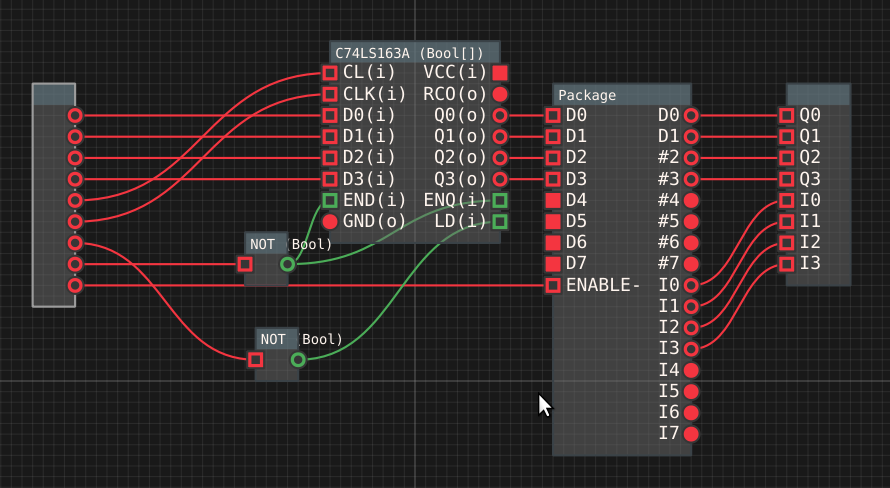 C74LS163A (Bool[])
CL(i) VCC(i)
CLK(i) RCO(o)
D0(i) Q0(o)
D1(i) Q1(o)
D2(i) Q2(o)
D3(i) Q3(o)
END(i) ENQ(i)
GND(o) LD(i)
NOT (Bool)
NOT (Bool)
Package
D0 D0
D1 D1
D2 #2
D3 #3
D4 #4
D5 #5
D6 #6
D7 #7
ENABLE- I0
I1
I2
I3
I4
I5
I6
I7
Q0
Q1
Q2
Q3
I0
I1
I2
I3